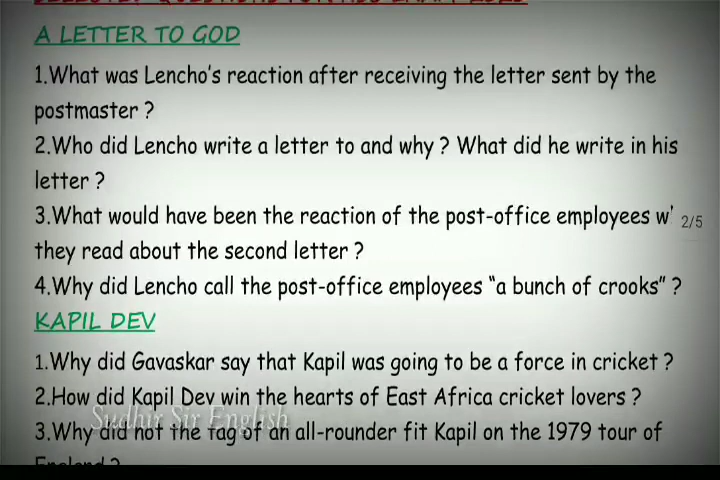 A LETTER TO GOD
1.What was Lencho's reaction after receiving the letter sent by the
postmaster ?
2.Who did Lencho write a letter to and why ? What did he write in his
letter ?
3.What would have been the reaction of the post-office employees w'
2/5
they read about the second letter ?
4.Why did Lencho call the post-office employees “a bunch of crooks” ?
KAPIL DEV
1.Why did Gavaskar say that Kapil was going to be a force in cricket ?
2.How did Kapil Dev win the hearts of East Africa cricket lovers ?
Sudhir Sir English
3.Why did not the tag of an all-rounder fit Kapil on the 1979 tour of
England ?